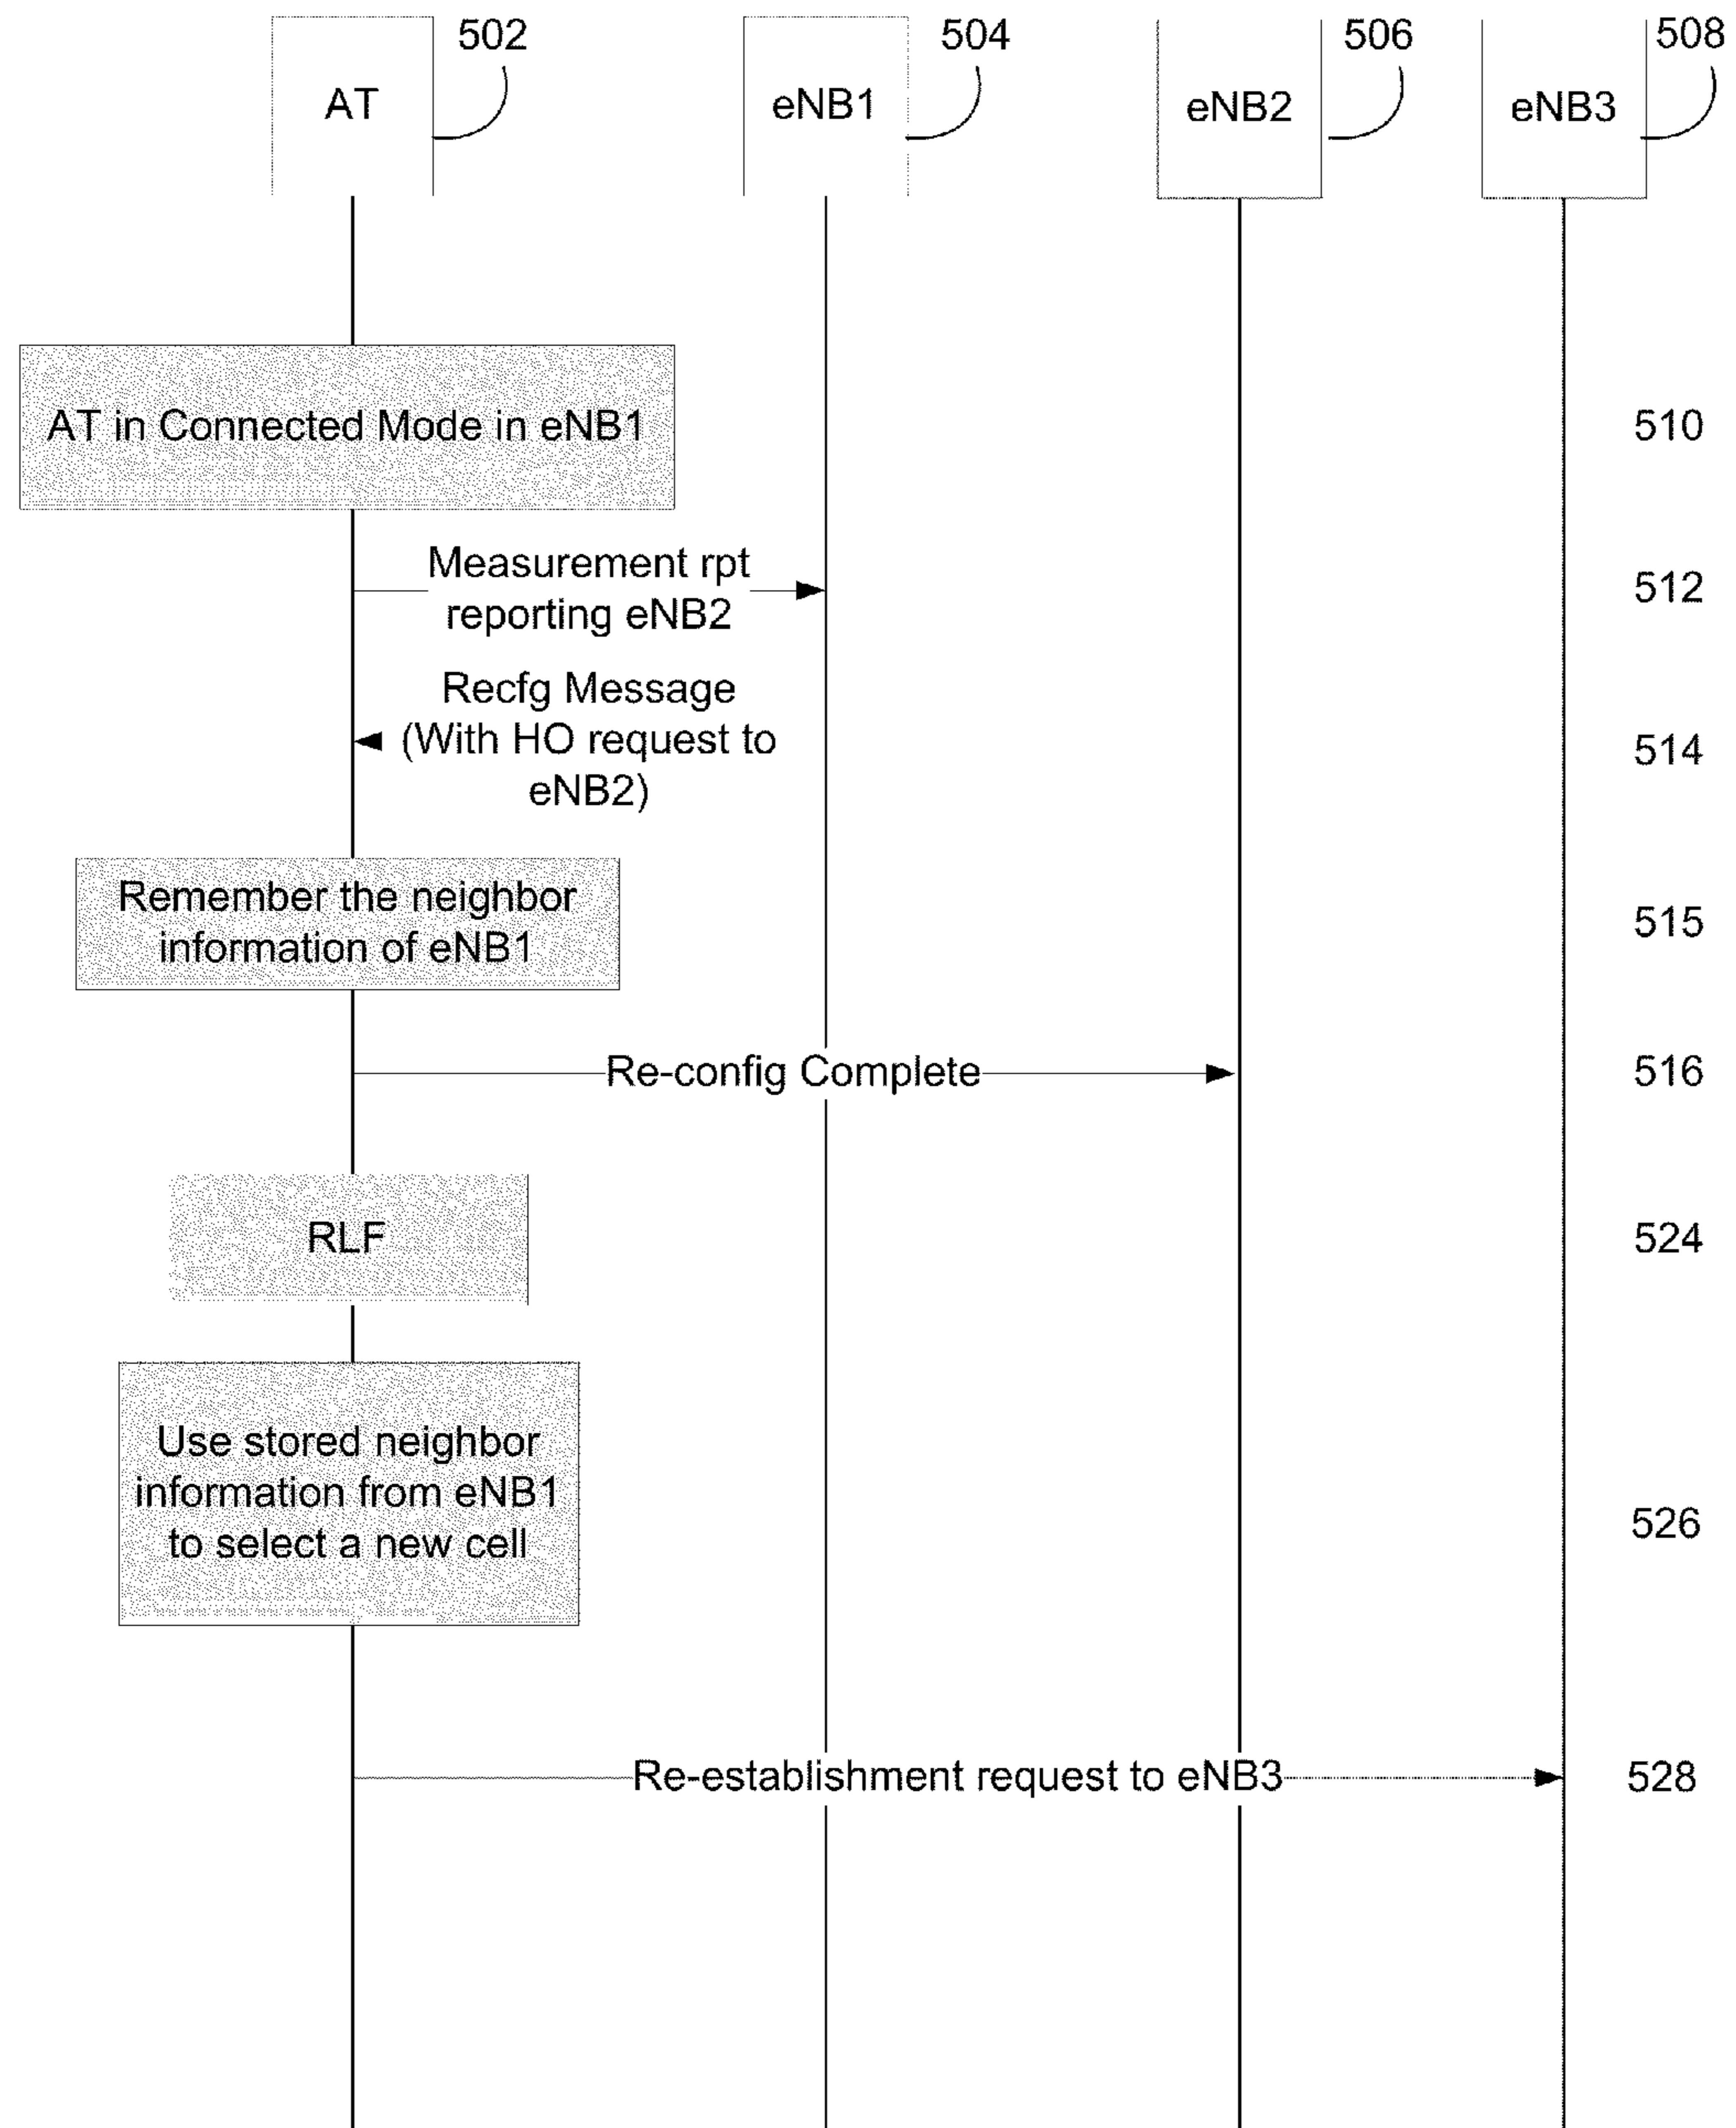 502
504
506
508
AT
eNB1
eNB2
eNB3
AT in Connected Mode in eNB1
510
Measurement rpt
reporting eNB2
512
Recfg Message
(With HO request to
eNB2)
514
Remember the neighbor
information of eNB1
515
Re-config Complete
516
RLF
524
Use stored neighbor
information from eNB1
to select a new cell
526
Re-establishment request to eNB3
528